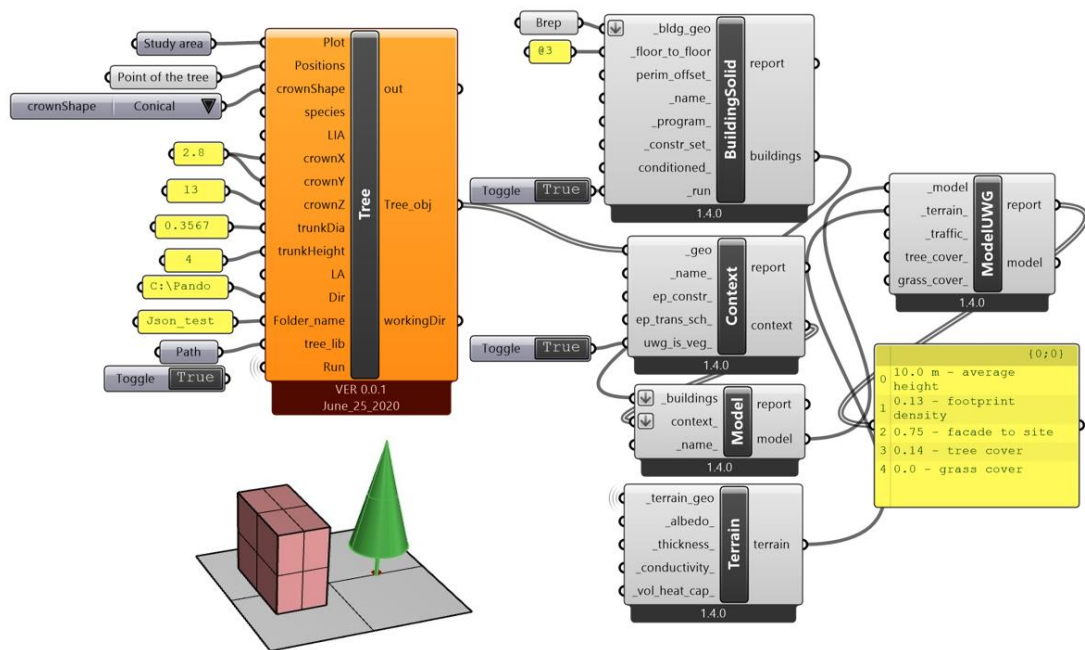 Study area
Point of the tree
crownShape Conical
2.8
13
0.3567
4
C:\Pando
Json_test
Path
Toggle True
Plot
Positions
crownShape
species
LIA
crownX
crownY
crownZ
trunkDia
trunkHeight
LA
Dir
Folder_name
tree_lib
Run
Tree
out
Tree_obj
workingDir
VER 0.0.1
June_25_2020
Brep
@3
Toggle True
_bldg_geo
_floor_to_floor
perim_offset_
_name_
_program_
_constr_set_
conditioned_
_run
BuildingSolid
report
buildings
1.4.0
Toggle True
_geo
_name_
ep_constr_
ep_trans_sch_
uwg_is_veg_
Context
report
context
1.4.0
_buildings
context_
_name_
Model
report
model
1.4.0
_terrain_geo
_albedo_
_thickness_
_conductivity_
_vol_heat_cap_
Terrain
terrain
1.4.0
_model
_terrain_
_traffic_
tree_cover_
grass_cover_
ModelUWG
report
model
1.4.0
{0;0}
0 10.0 m - average
height
1 0.13 - footprint
density
2 0.75 - facade to site
3 0.14 - tree cover
4 0.0 - grass cover